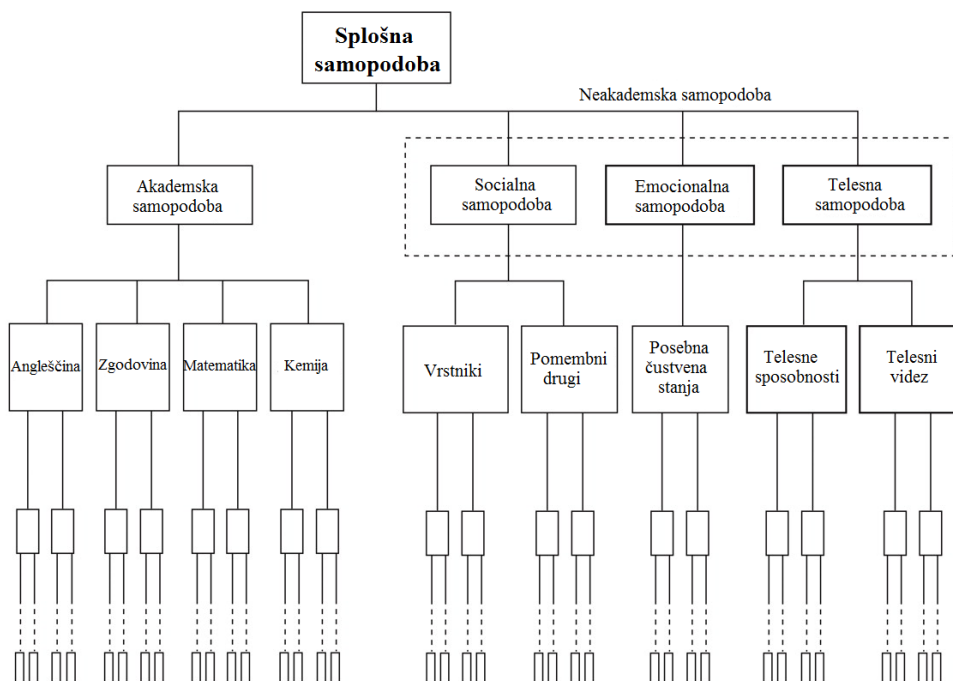 Splošna
samopodoba
Neakademska samopodoba
Akademska
samopodoba
Socialna
samopodoba
Emocionalna
samopodoba
Telesna
samopodoba
Angleščina
Zgodovina
Matematika
Kemija
Vrstniki
Pomembni
drugi
Posebna
čustvena
stanja
Telesne
sposobnosti
Telesni
videz